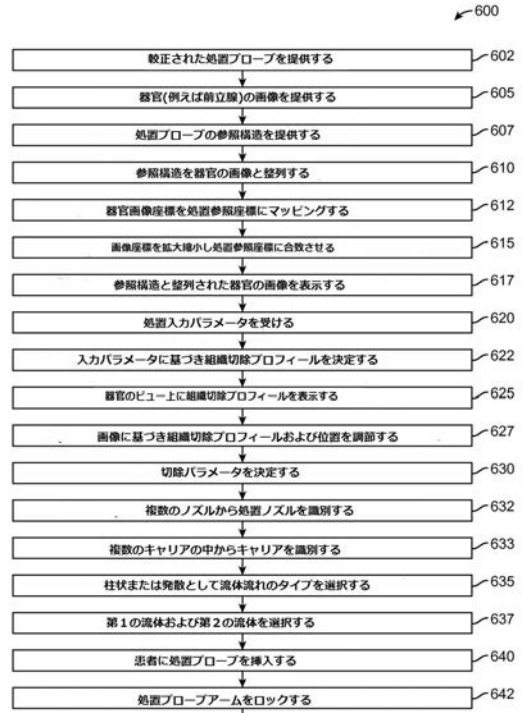 600
較正された処置プローブを提供する 602
器官(例えば前立腺)の画像を提供する 605
処置プローブの参照構造を提供する 607
参照構造を器官の画像と整列する 610
器官画像座標を処置参照座標にマッピングする 612
画像座標を拡大縮小し処置参照座標に合致させる 615
参照構造と整列された器官の画像を表示する 617
処置入力パラメータを受ける 620
入力パラメータに基づき組織切除プロフィールを決定する 622
器官のビュー上に組織切除プロフィールを表示する 625
画像に基づき組織切除プロフィールおよび位置を調節する 627
切除パラメータを決定する 630
複数のノズルから処置ノズルを識別する 632
複数のキャリアの中からキャリアを識別する 633
柱状または発散として流体流れのタイプを選択する 635
第1の流体および第2の流体を選択する 637
患者に処置プローブを挿入する 640
処置プローブアームをロックする 642